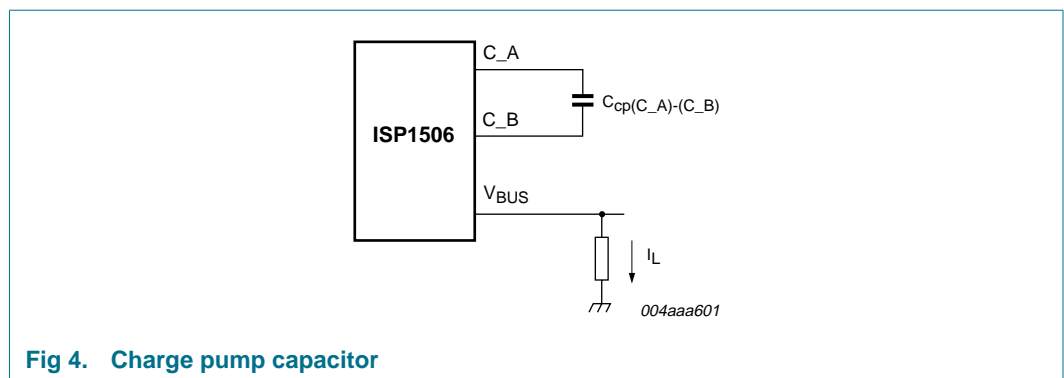 C_A
Ccp(C_A)-(C_B)
C_B
ISP1506
VBUS
IL
004aaa601
Fig 4. Charge pump capacitor